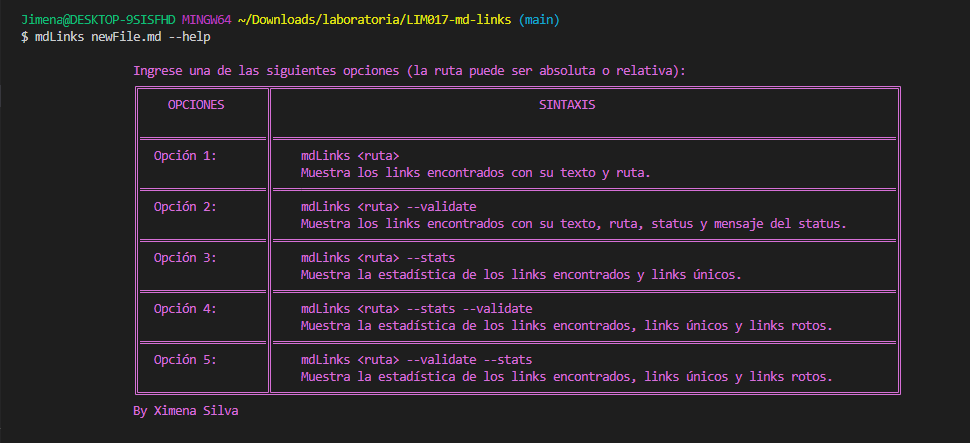 Jimena@DESKTOP-9SISFHD MINGW64 ~/Downloads/laboratoria/LIM017-md-links (main)
$ mdLinks newFile.md --help
Ingrese una de las siguientes opciones (la ruta puede ser absoluta o relativa):
OPCIONES SINTAXIS
Opción 1: mdLinks <ruta>
Muestra los links encontrados con su texto y ruta.
Opción 2: mdLinks <ruta> --validate
Muestra los links encontrados con su texto, ruta, status y mensaje del status.
Opción 3: mdLinks <ruta> --stats
Muestra la estadística de los links encontrados y links únicos.
Opción 4: mdLinks <ruta> --stats --validate
Muestra la estadística de los links encontrados, links únicos y links rotos.
Opción 5: mdLinks <ruta> --validate --stats
Muestra la estadística de los links encontrados, links únicos y links rotos.
By Ximena Silva